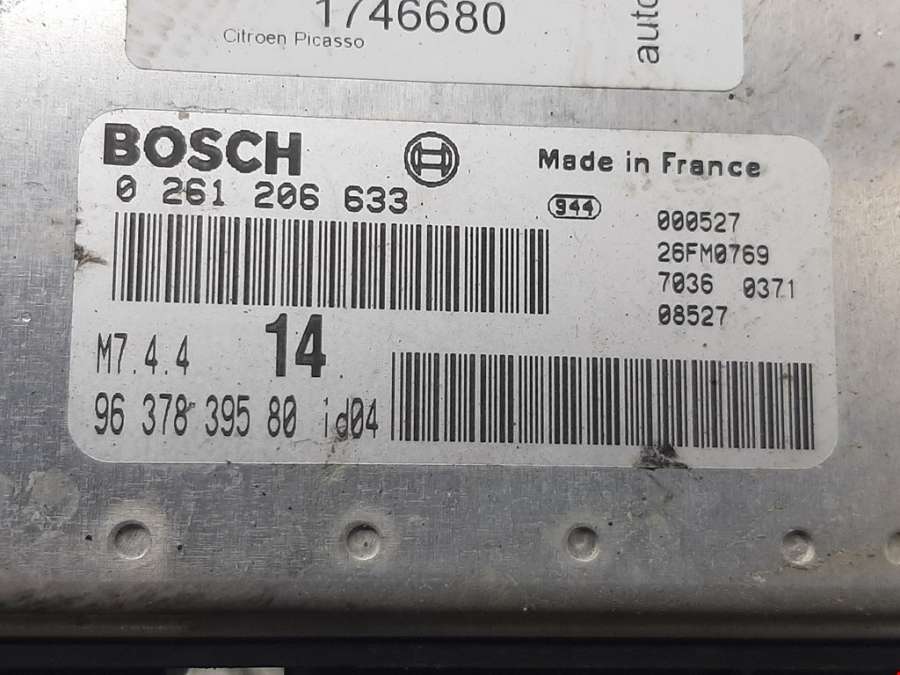 1746680
Citroen Picasso
auto
BOSCH
Made in France
0 261 206 633
944
000527
26FM0769
7036 0371
08527
M7.4.4
14
96 378 395 80 id04